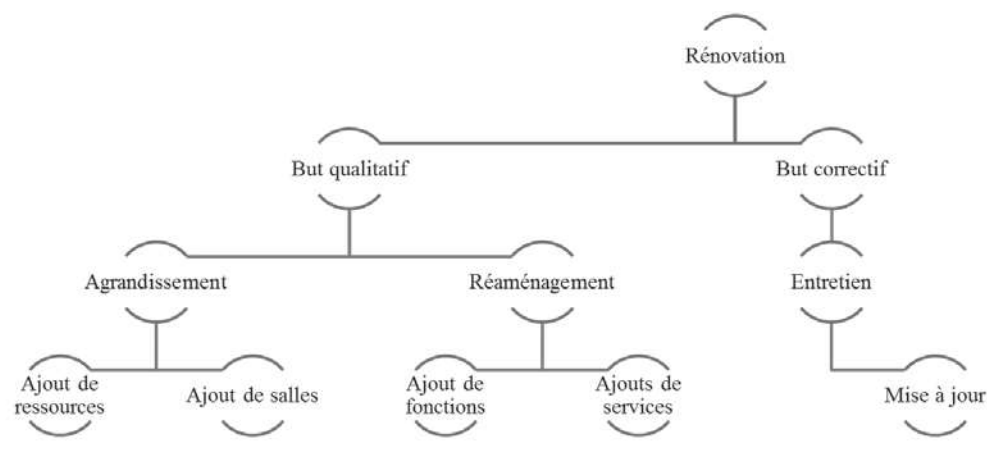 Rénovation
But qualitatif
But correctif
Agrandissement
Réaménagement
Entretien
Ajout de
ressources
Ajout de salles
Ajout de
fonctions
Ajouts de
services
Mise à jour